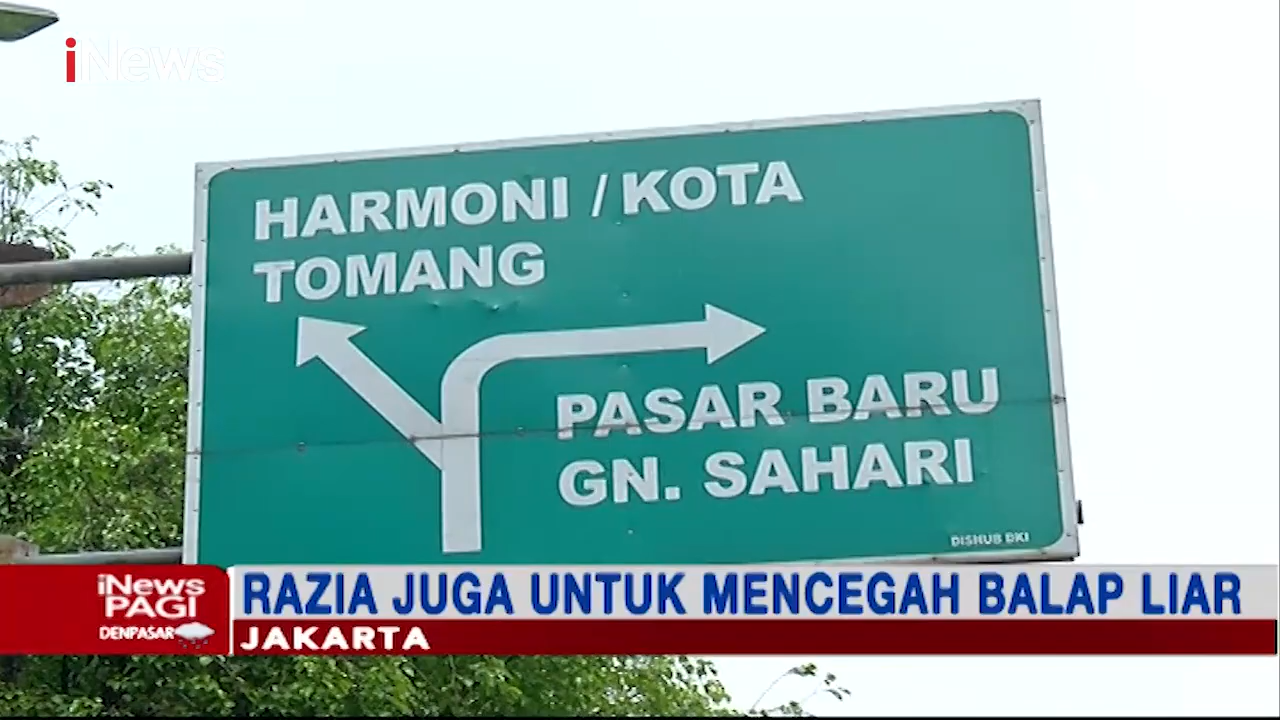 iNews
HARMONI / KOTA
TOMANG
PASAR BARU
GN. SAHARI
DISHUB DKI
iNews
PAGI
DENPASAR
RAZIA JUGA UNTUK MENCEGAH BALAP LIAR
JAKARTA